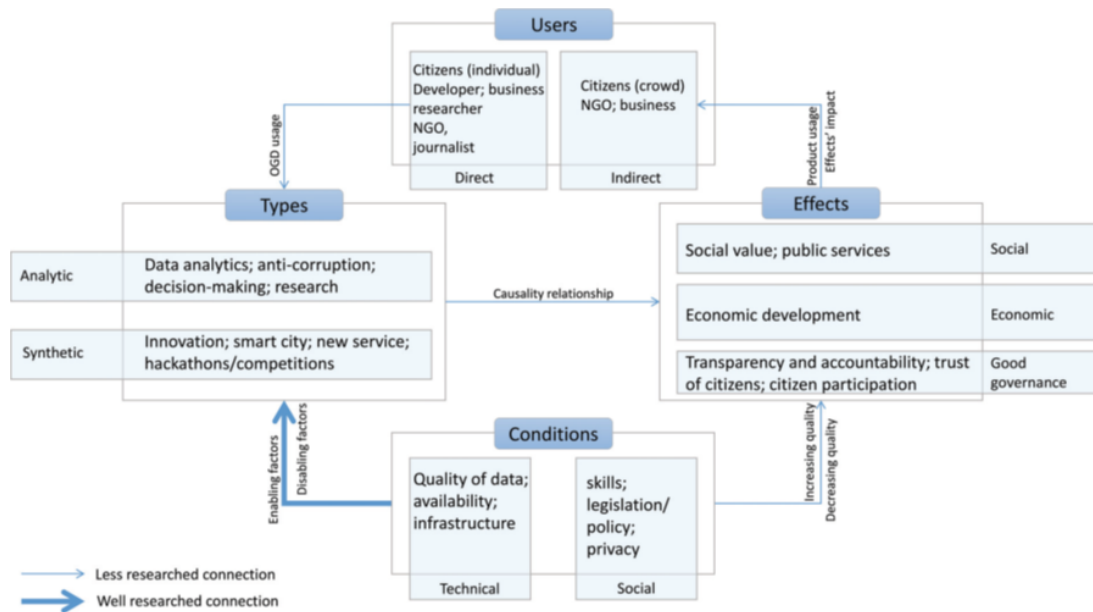 Users
Citizens (individual)
Developer; business
researcher
NGO,
journalist
Direct
Citizens (crowd)
NGO; business
Indirect
OGD usage
Product usage
Effects' impact
Types
Analytic
Data analytics; anti-corruption;
decision-making; research
Synthetic
Innovation; smart city; new service;
hackathons/competitions
Causality relationship
Effects
Social value; public services
Social
Economic development
Economic
Transparency and accountability; trust
of citizens; citizen participation
Good
governance
Enabling factors
Disabling factors
Conditions
Quality of data;
availability;
infrastructure
Technical
skills;
legislation/
policy;
privacy
Social
Increasing quality
Decreasing quality
Less researched connection
Well researched connection